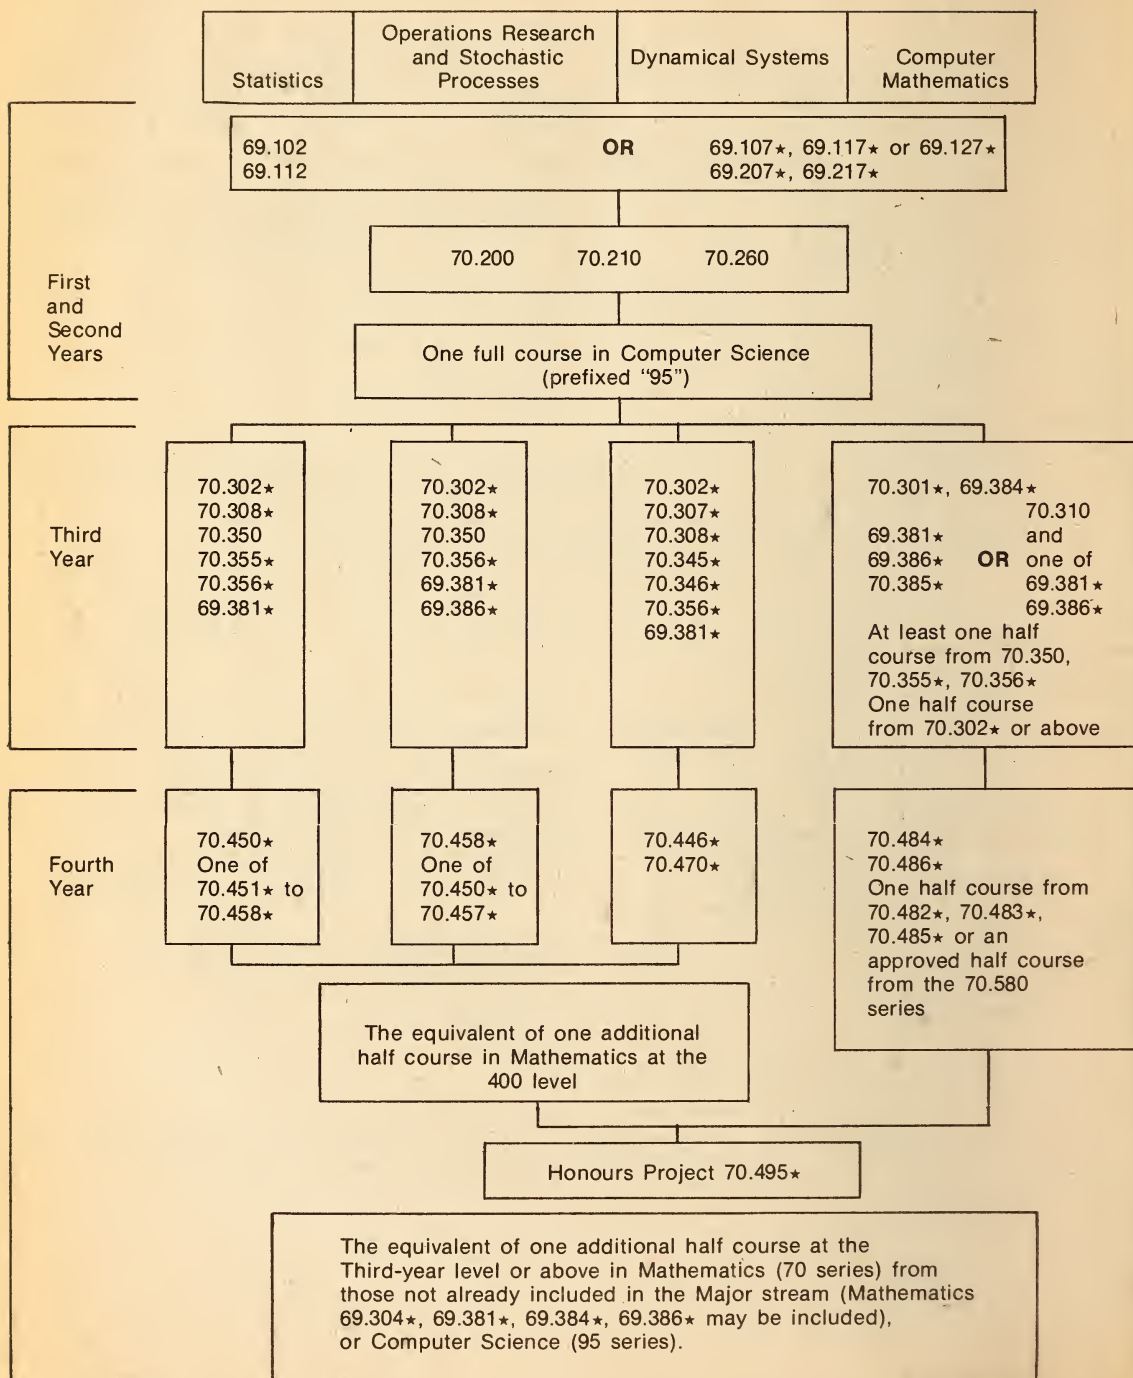 Statistics
Operations Research
and Stochastic
Processes
Dynamical Systems
Computer
Mathematics
First
and
Second
Years
69.102 OR 69.107★, 69.117★ or 69.127★
69.112 69.207★, 69.217★
70.200 70.210 70.260
One full course in Computer Science
(prefixed “95”)
Third
Year
70.302★
70.308★
70.350
70.355★
70.356★
69.381★
70.302★
70.308★
70.350
70.356★
69.381★
69.386★
70.302★
70.307★
70.308★
70.345★
70.346★
70.356★
69.381★
70.301★, 69.384★
70.310
69.381★ and
69.386★ OR one of
70.385★ 69.381★
69.386★
At least one half
course from 70.350,
70.355★, 70.356★
One half course
from 70.302★ or above
Fourth
Year
70.450★
One of
70.451★ to
70.458★
70.458★
One of
70.450★ to
70.457★
70.446★
70.470★
70.484★
70.486★
One half course from
70.482★, 70.483★,
70.485★ or an
approved half course
from the 70.580
series
The equivalent of one additional
half course in Mathematics at the
400 level
Honours Project 70.495★
The equivalent of one additional half course at the
Third-year level or above in Mathematics (70 series) from
those not already included in the Major stream (Mathematics
69.304★, 69.381★, 69.384★, 69.386★ may be included),
or Computer Science (95 series).